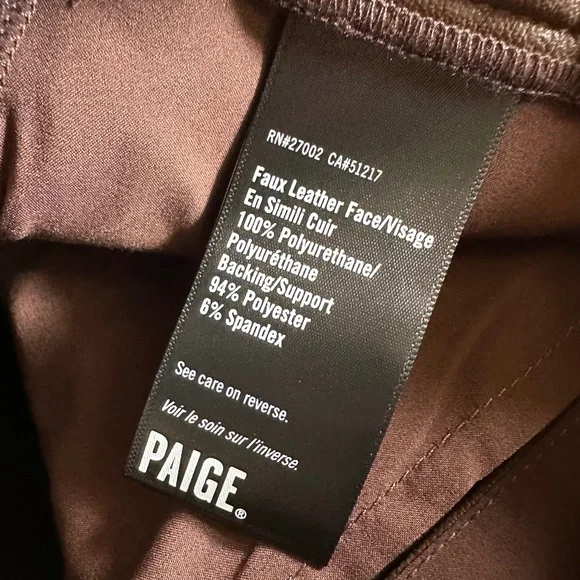 RN#27002 CA#51217
Faux Leather Face/Visage
En Simili Cuir
100% Polyurethane/
Polyuréthane
Backing/Support
94% Polyester
6% Spandex
See care on reverse.
Voir le soin sur l'inverse.
PAIGE®